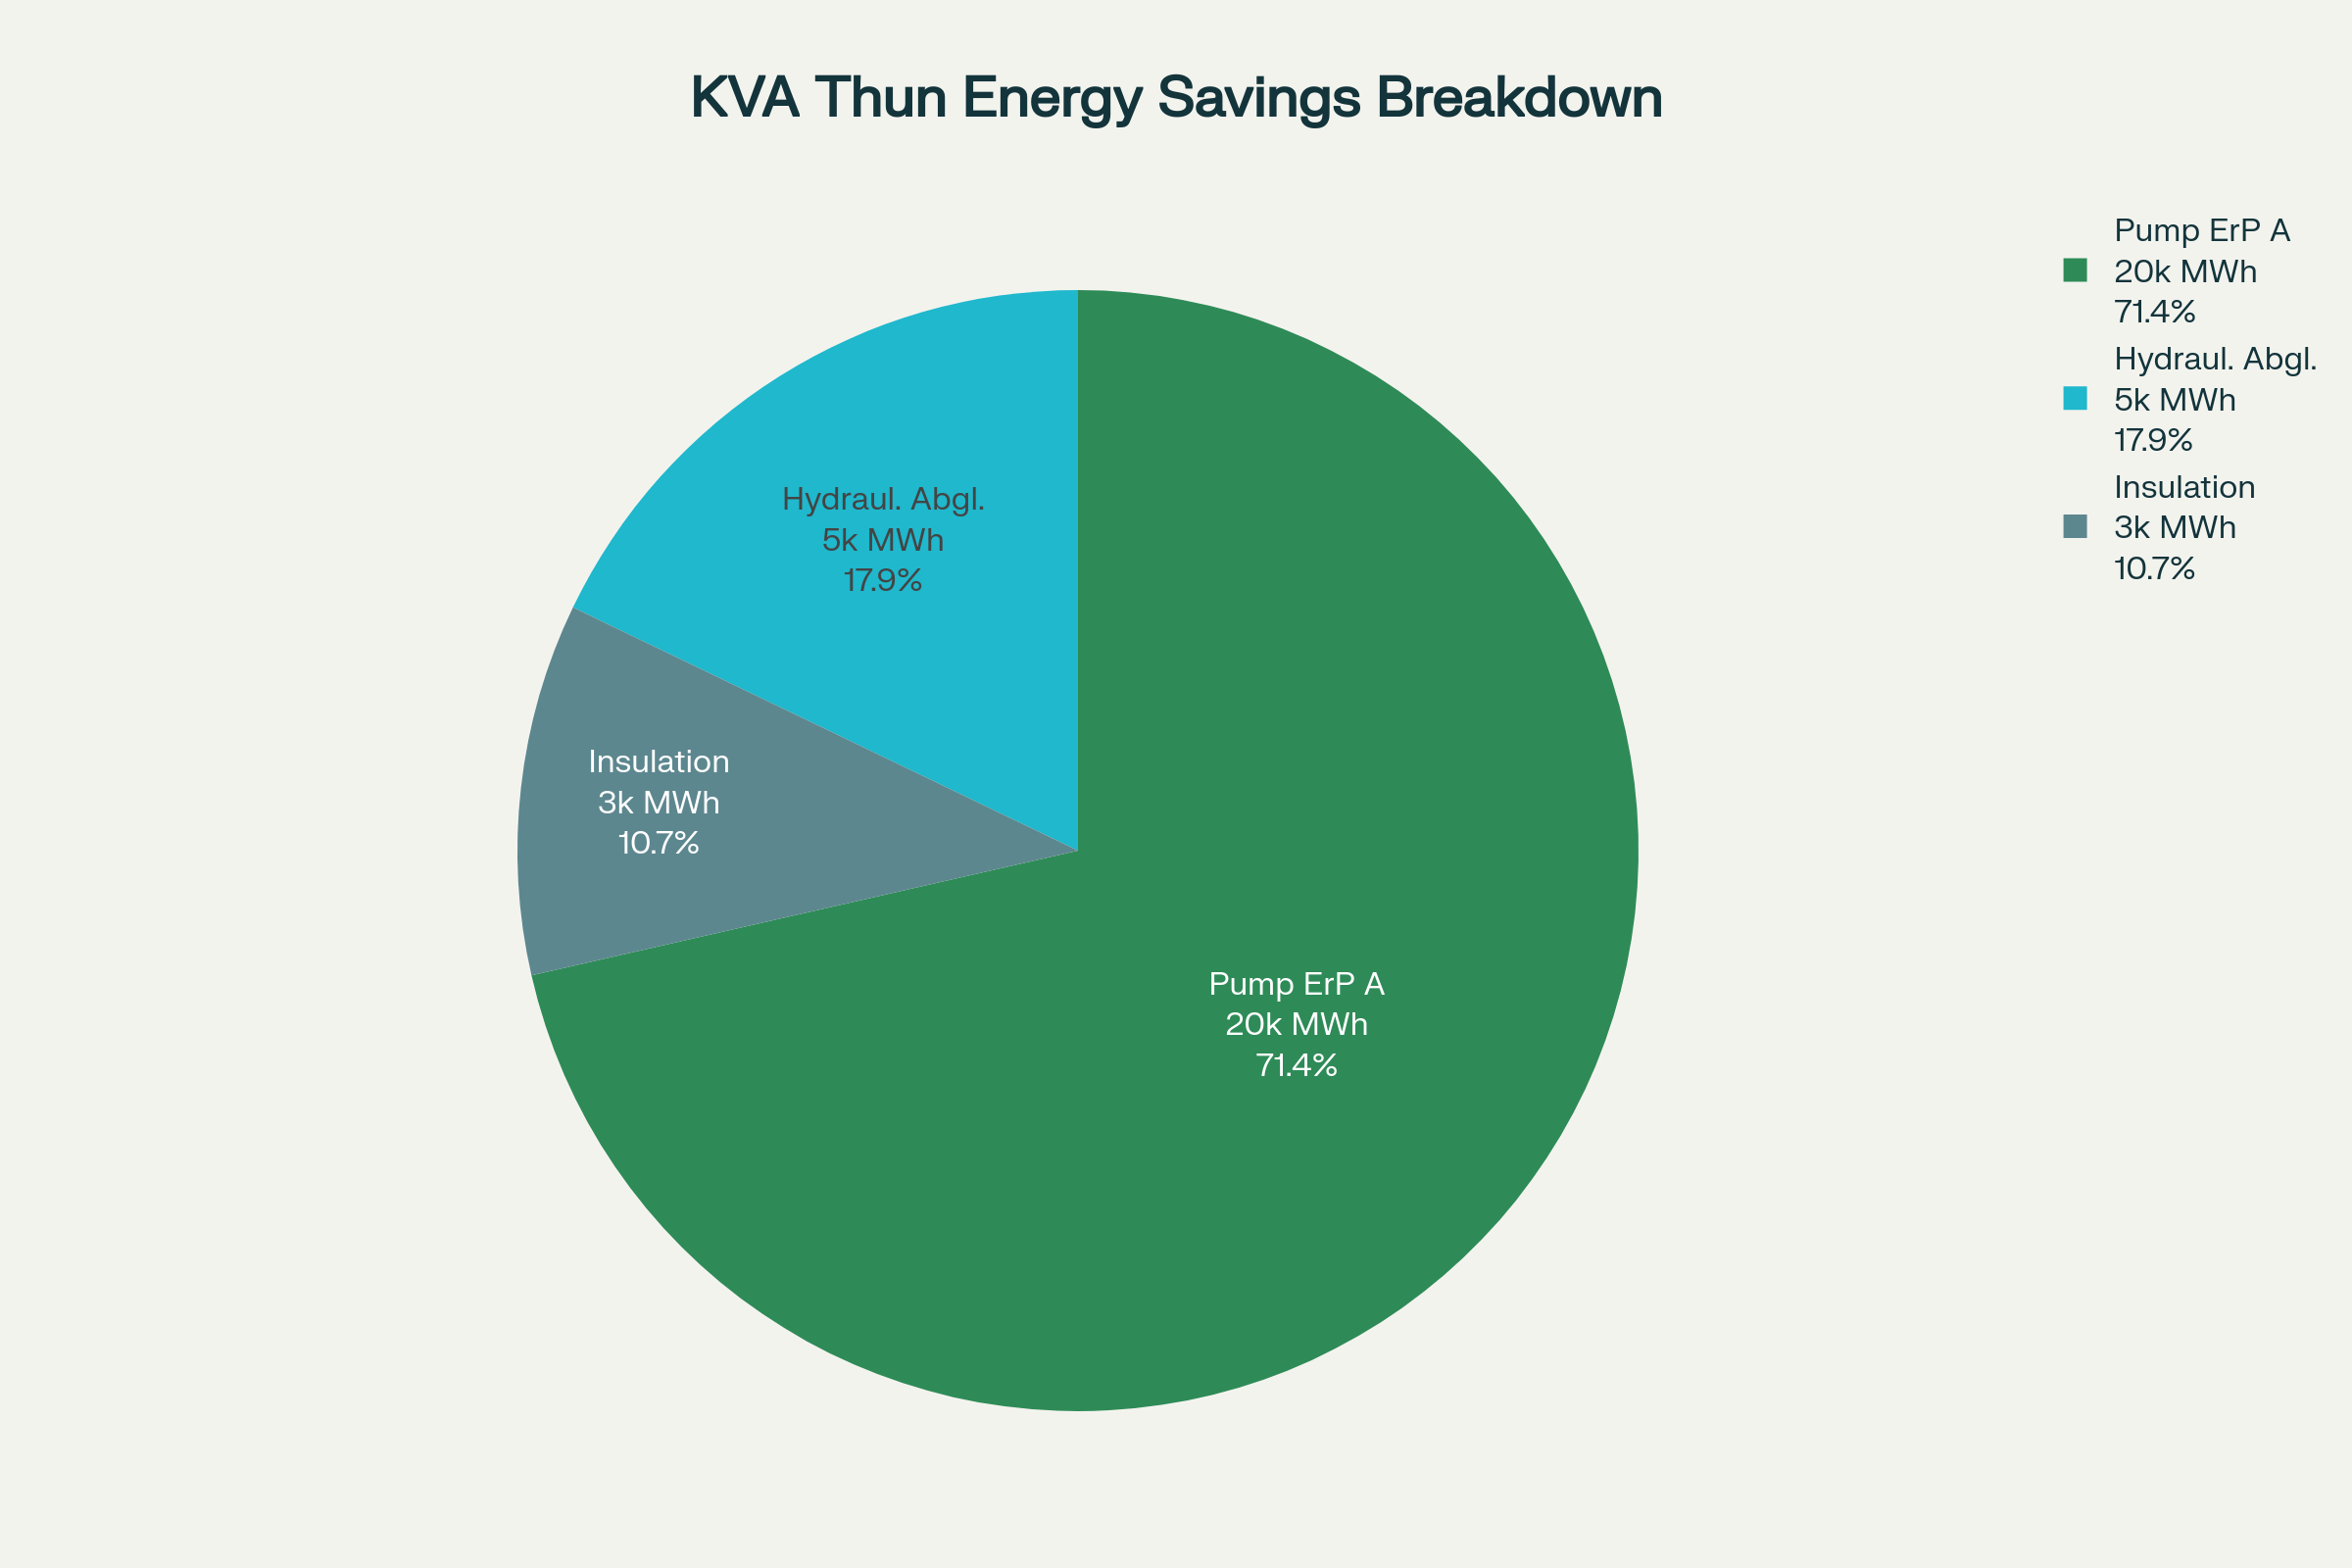 KVA Thun Energy Savings Breakdown
Pump ErP A
20k MWh
71.4%
Hydraul. Abgl.
5k MWh
17.9%
Insulation
3k MWh
10.7%
Hydraul. Abgl.
5k MWh
17.9%
Insulation
3k MWh
10.7%
Pump ErP A
20k MWh
71.4%